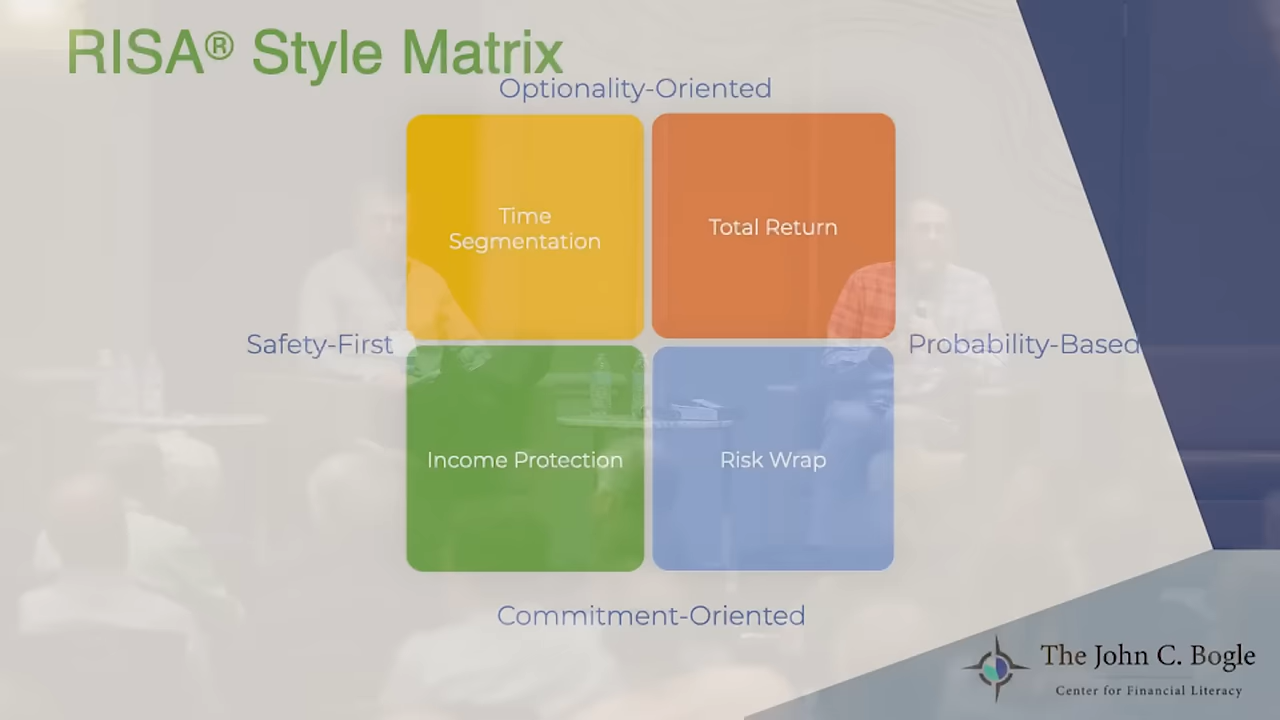 RISA® Style Matrix
Optionality-Oriented
Time
Segmentation
Total Return
Safety-First
Probability-Based
Income Protection
Risk Wrap
Commitment-Oriented
The John C. Bogle
Center for Financial Literacy